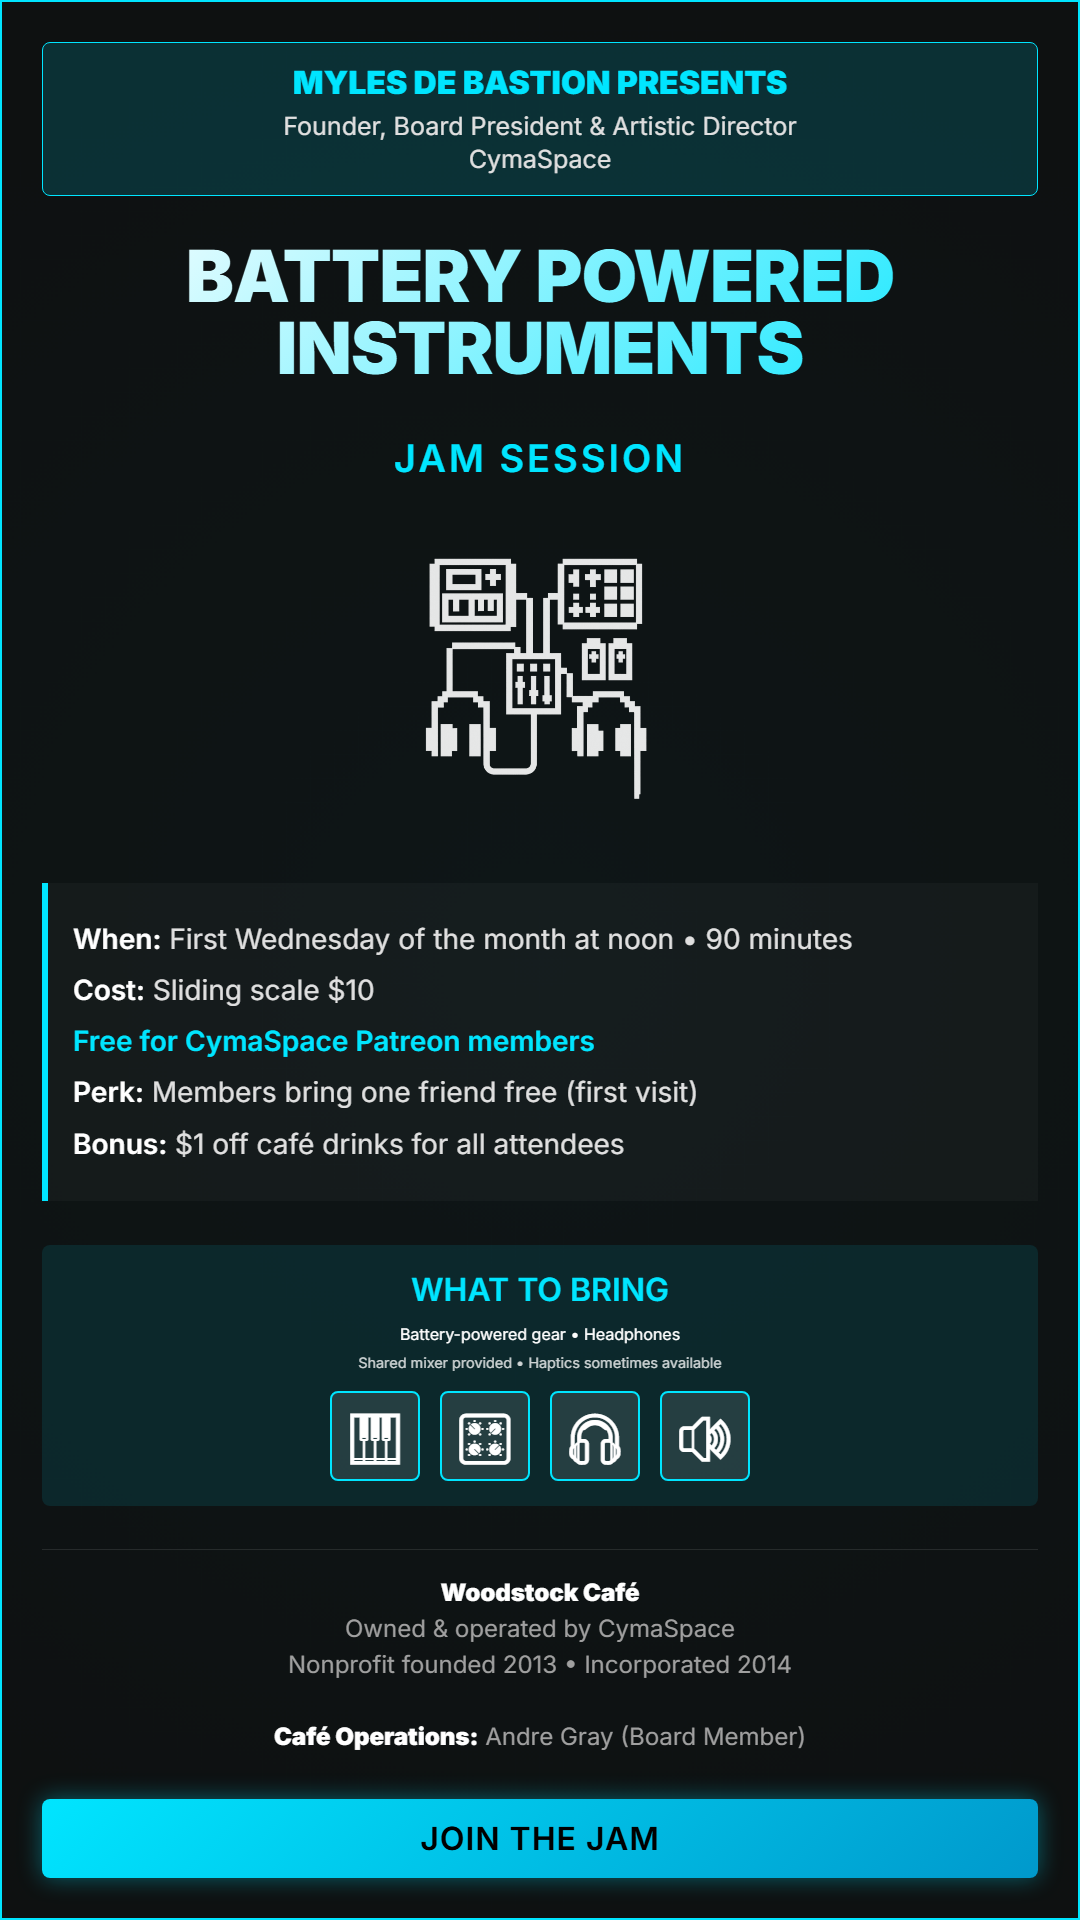 MYLES DE BASTION PRESENTS
Founder, Board President & Artistic Director
CymaSpace
BATTERY POWERED
INSTRUMENTS
JAM SESSION
When: First Wednesday of the month at noon • 90 minutes
Cost: Sliding scale $10
Free for CymaSpace Patreon members
Perk: Members bring one friend free (first visit)
Bonus: $1 off café drinks for all attendees
WHAT TO BRING
Battery-powered gear • Headphones
Shared mixer provided • Haptics sometimes available
Woodstock Café
Owned & operated by CymaSpace
Nonprofit founded 2013 • Incorporated 2014
Café Operations: Andre Gray (Board Member)
JOIN THE JAM